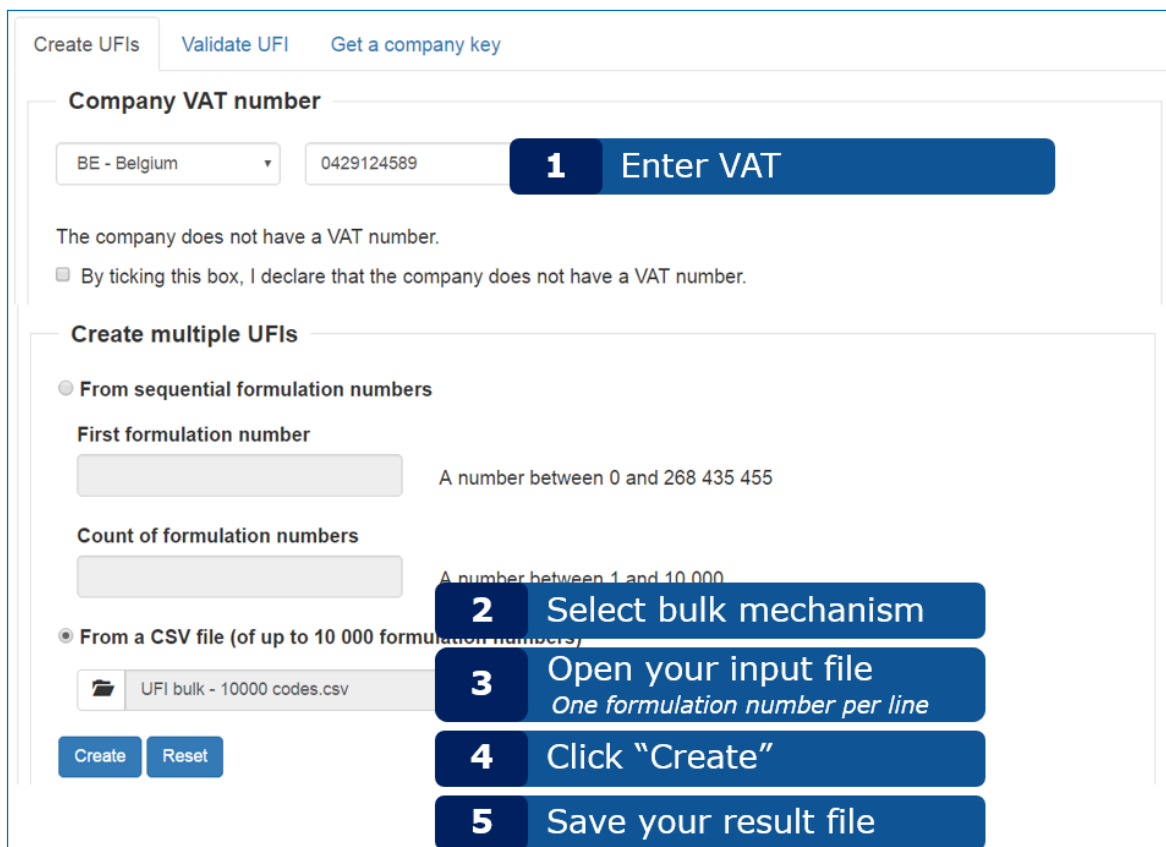 Create UFIs Validate UFI Get a company key
Company VAT number
BE - Belgium 0429124589 1 Enter VAT
The company does not have a VAT number.
By ticking this box, I declare that the company does not have a VAT number.
Create multiple UFIs
From sequential formulation numbers
First formulation number
A number between 0 and 268 435 455
Count of formulation numbers
A number between 1 and 10 000
2 Select bulk mechanism
From a CSV file (of up to 10 000 formulation numbers)
3 Open your input file
One formulation number per line
UFI bulk - 10000 codes.csv
Create Reset 4 Click “Create”
5 Save your result file